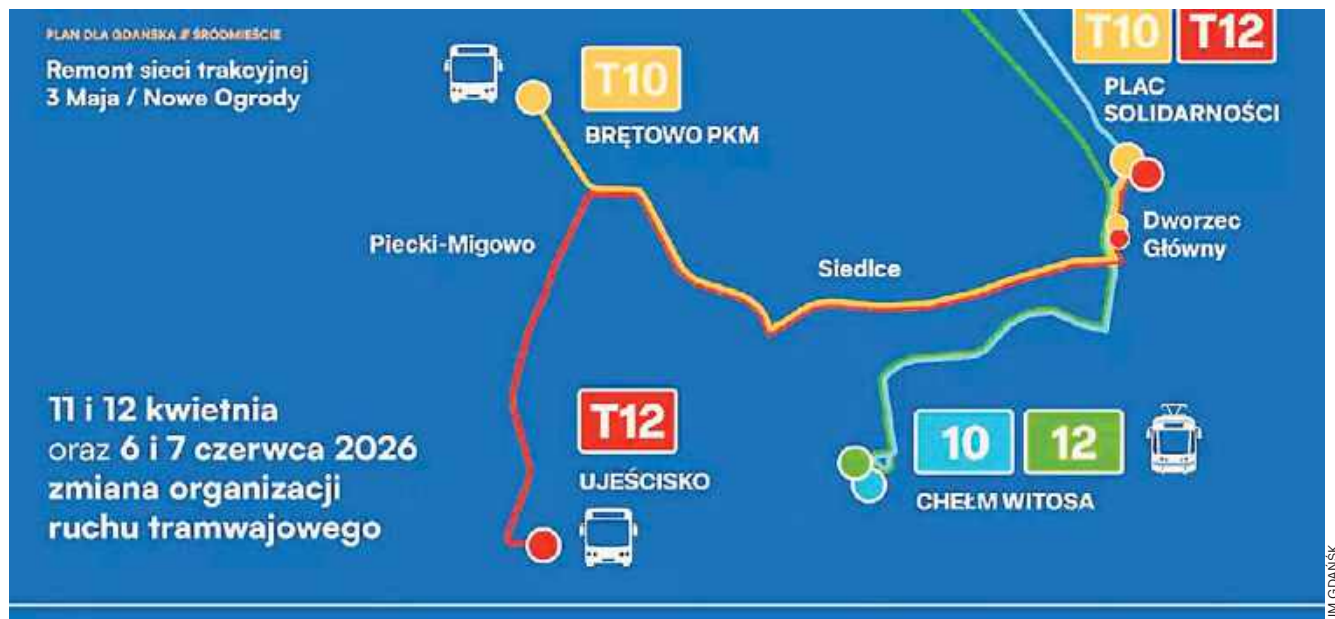 PLAN DLA GDAŃSKA // ŚRÓDMIEŚCIE
Remont sieci trakcyjnej
3 Maja / Nowe Ogrody
T10
BRĘTOWO PKM
T10 T12
PLAC
SOLIDARNOŚCI
Dworzec
Główny
Piecki-Migowo
Siedlce
11 i 12 kwietnia
oraz 6 i 7 czerwca 2026
zmiana organizacji
ruchu tramwajowego
T12
UJEŚCISKO
10 12
CHEŁM WITOSA
IM GDAŃSK